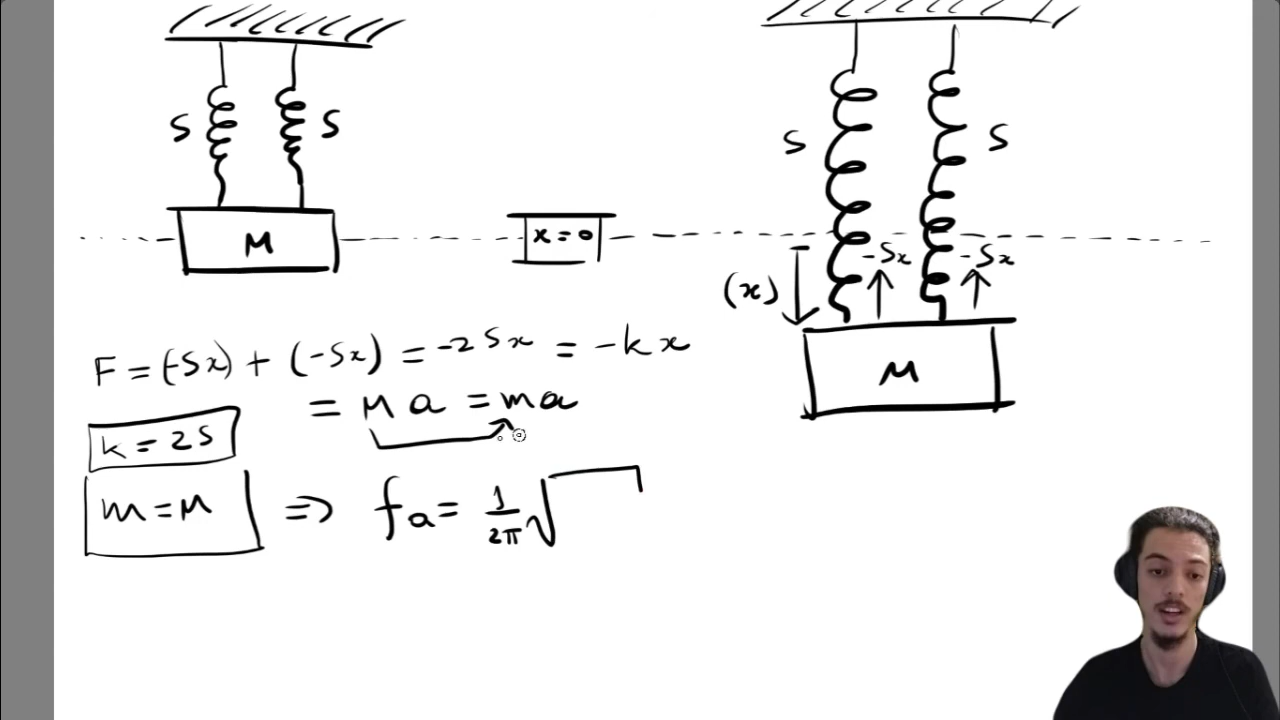 S S
M
x = 0
S S
-Sx -Sx
(x)
M
F = (-Sx) + (-Sx) = -2Sx = -kx
= Ma = ma
k = 2S
m = M ⇒ fa = 1/2π √